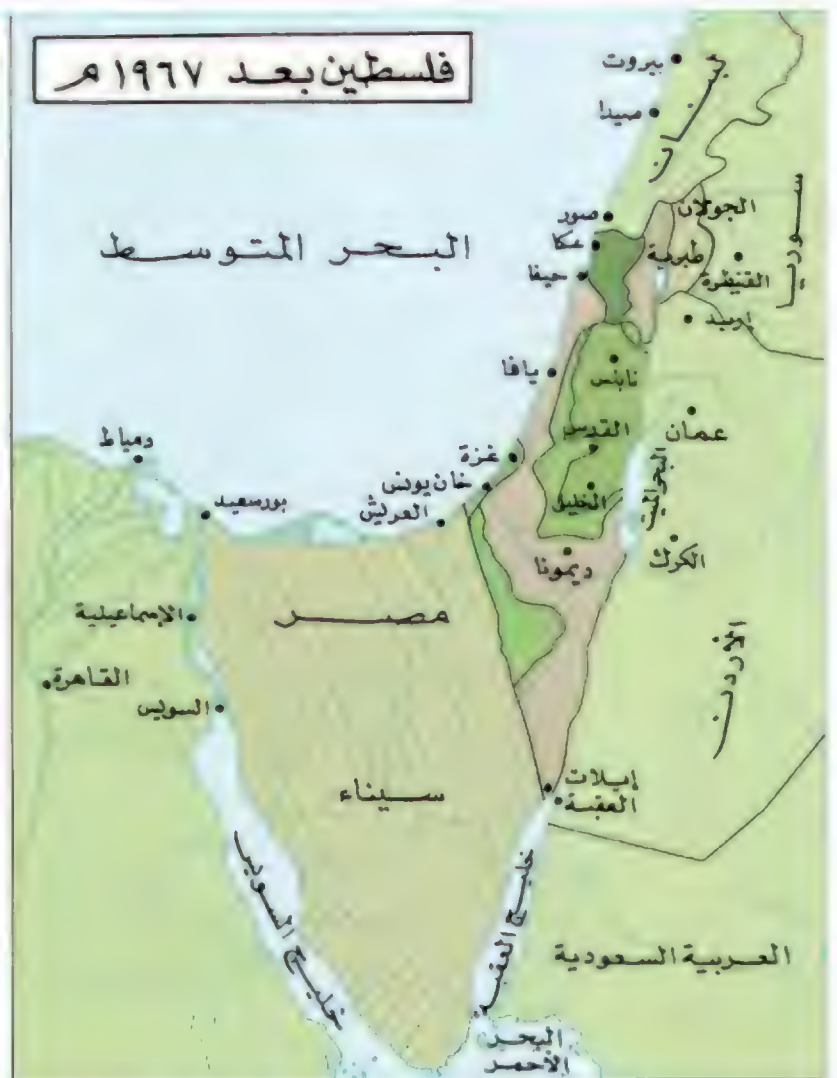 فلسطين بعد ١٩٦٧ م
بيروت
لبنان
صيدا
سوريا
صور
الجولان
عكا
طبرية
القنيطرة
حيفا
البحر المتوسط
اربد
يافا
نابلس
عمان
القدس
دمياط
غزة
خان يونس
البحر الميت
بورسعيد
العريش
الخليل
الكرك
ديمونا
الإسماعيلية
مصر
القاهرة
السويس
الأردن
إيلات
العقبة
سيناء
خليج السويس
خليج العقبة
العربية السعودية
البحر
الأحمر